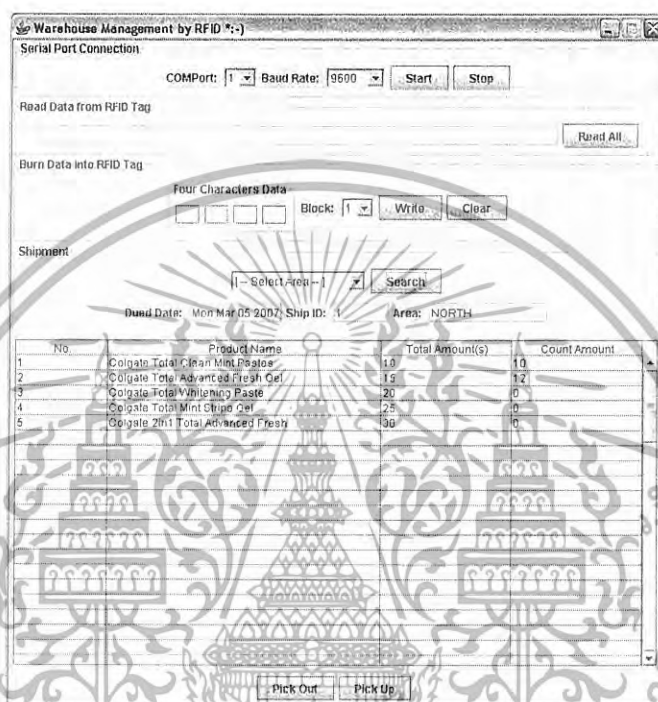 Warehouse Management by RFID *:-)
Serial Port Connection
COMPort: 1 Baud Rate: 9600 Start Stop
Read Data from RFID Tag
Read All
Burn Data into RFID Tag
Four Characters Data
Block: 1 Write Clear
Shipment
[-- Select Area --] Search
Dued Date: Mon Mar 05 2007 Ship ID: 1 Area: NORTH
No. Product Name Total Amount(s) Count Amount
1 Colgate Total Clean Mint Pastes 10 10
2 Colgate Total Advanced Fresh Gel 15 12
3 Colgate Total Whitening Paste 20 0
4 Colgate Total Mint Stripe Gel 25 0
5 Colgate 2in1 Total Advanced Fresh 30 0
Pick Out Pick Up